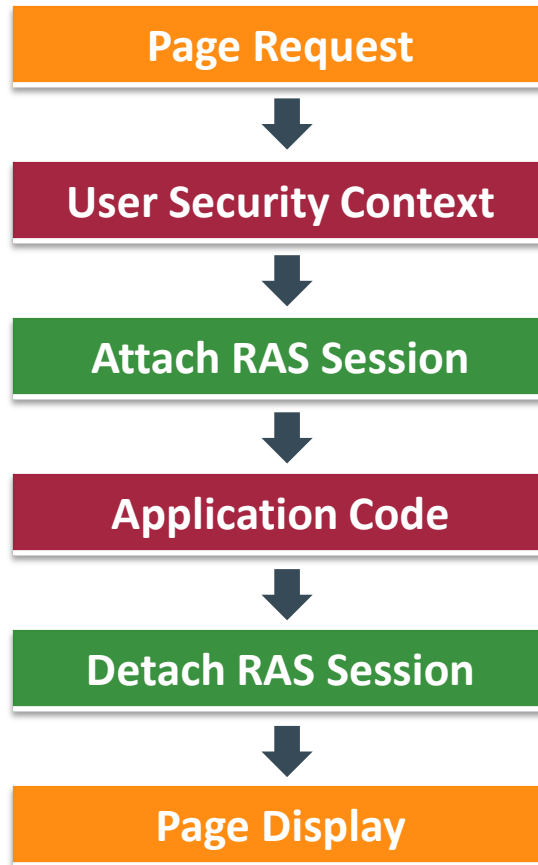 Page Request
User Security Context
Attach RAS Session
Application Code
Detach RAS Session
Page Display